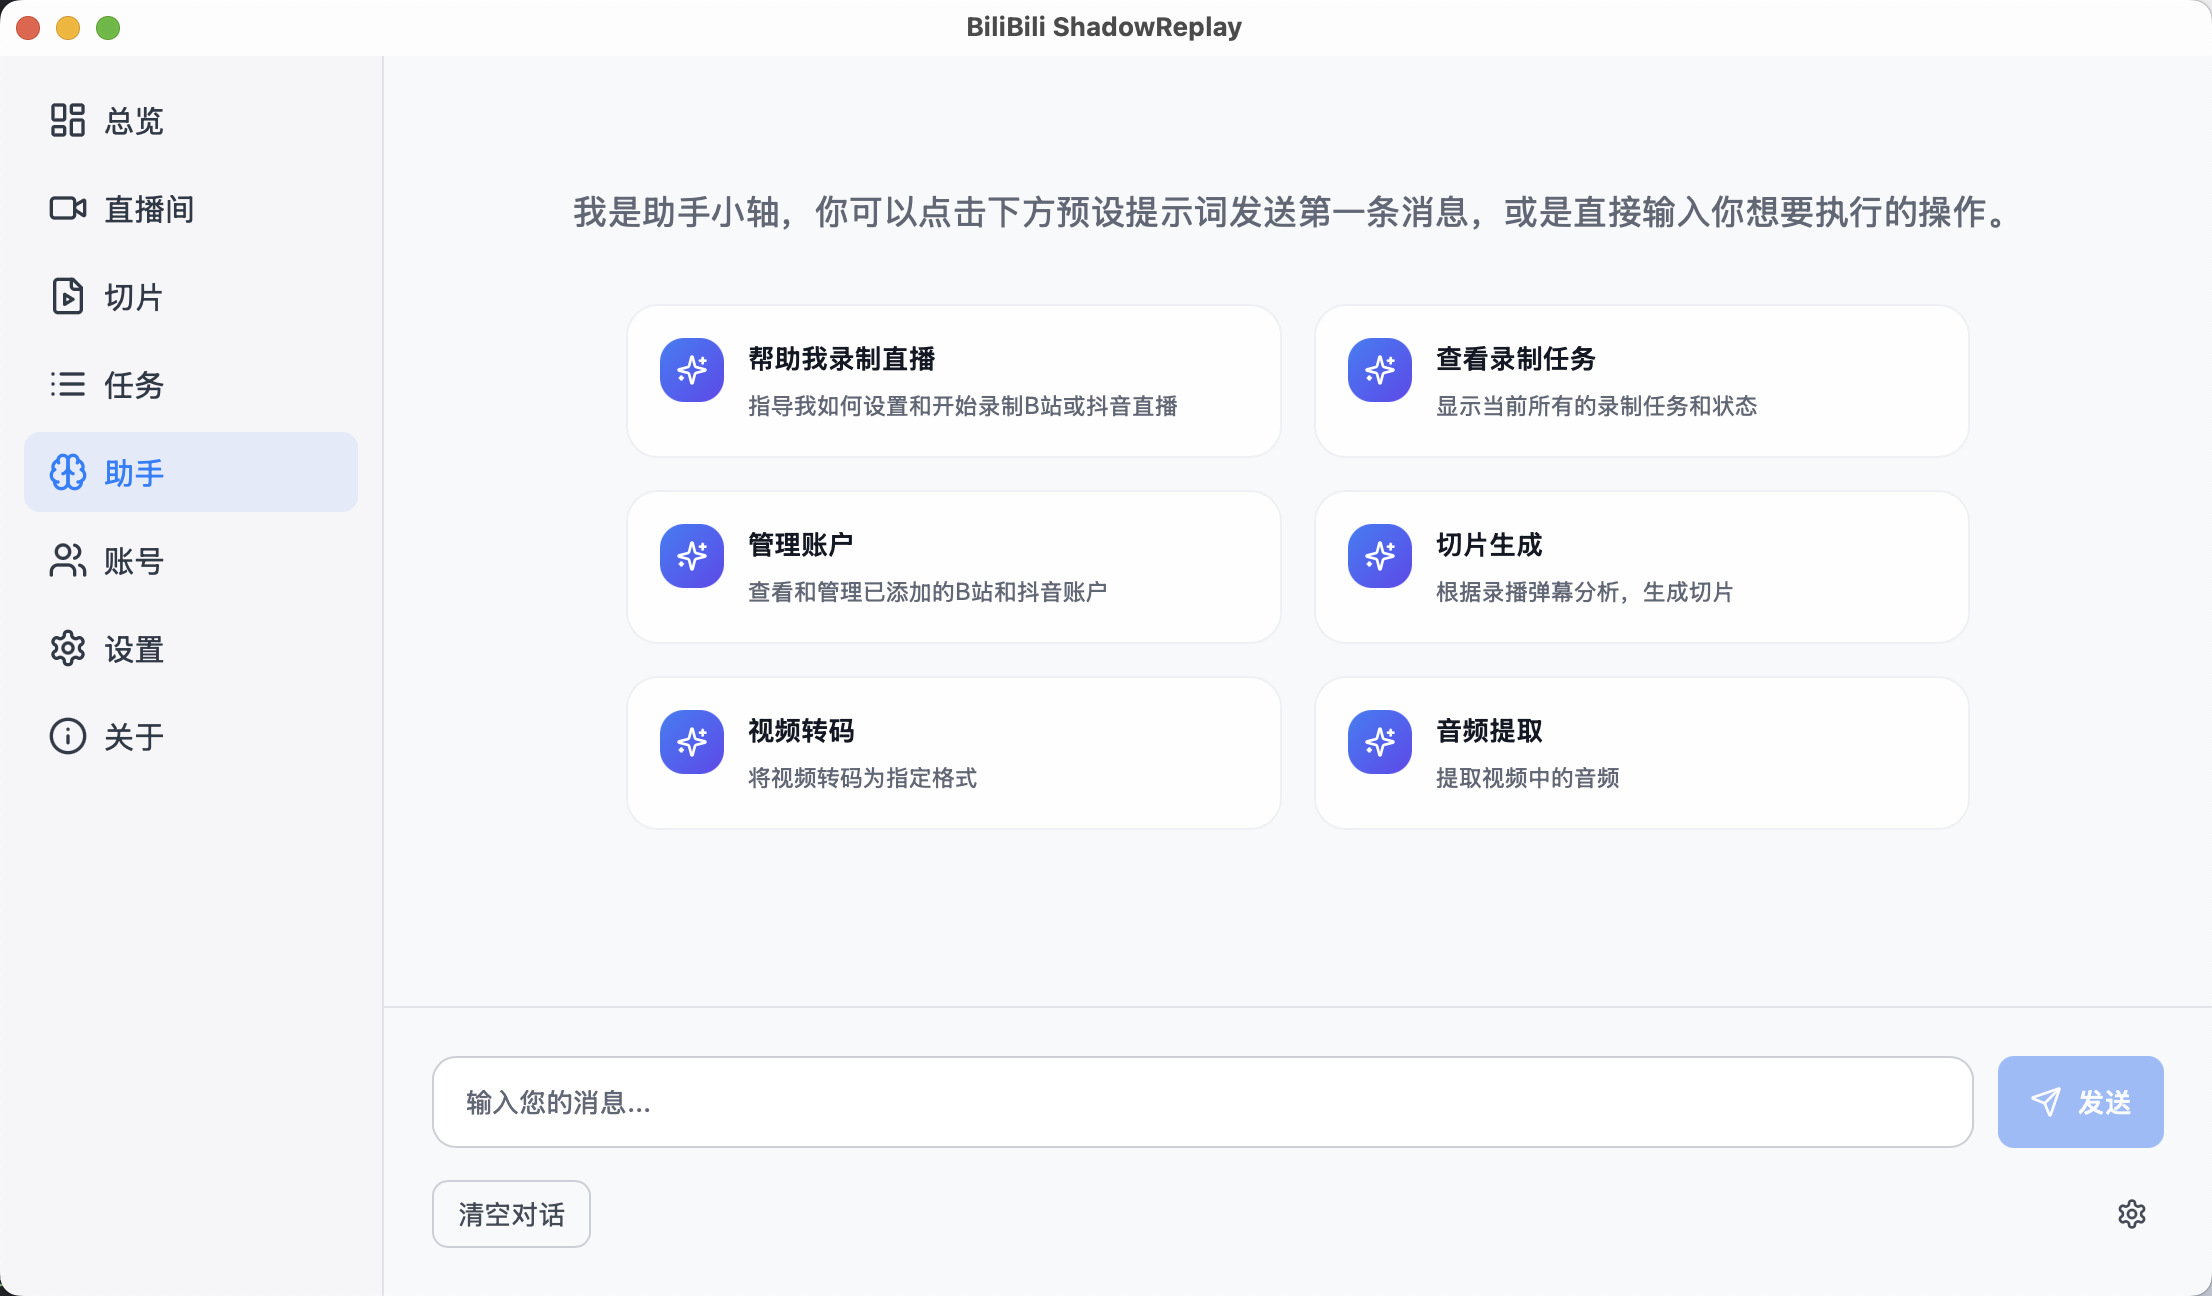 BiliBili ShadowReplay
总览
直播间
切片
任务
助手
账号
设置
关于
我是助手小轴，你可以点击下方预设提示词发送第一条消息，或是直接输入你想要执行的操作。
帮助我录制直播
指导我如何设置和开始录制B站或抖音直播
查看录制任务
显示当前所有的录制任务和状态
管理账户
查看和管理已添加的B站和抖音账户
切片生成
根据录播弹幕分析，生成切片
视频转码
将视频转码为指定格式
音频提取
提取视频中的音频
输入您的消息...
发送
清空对话